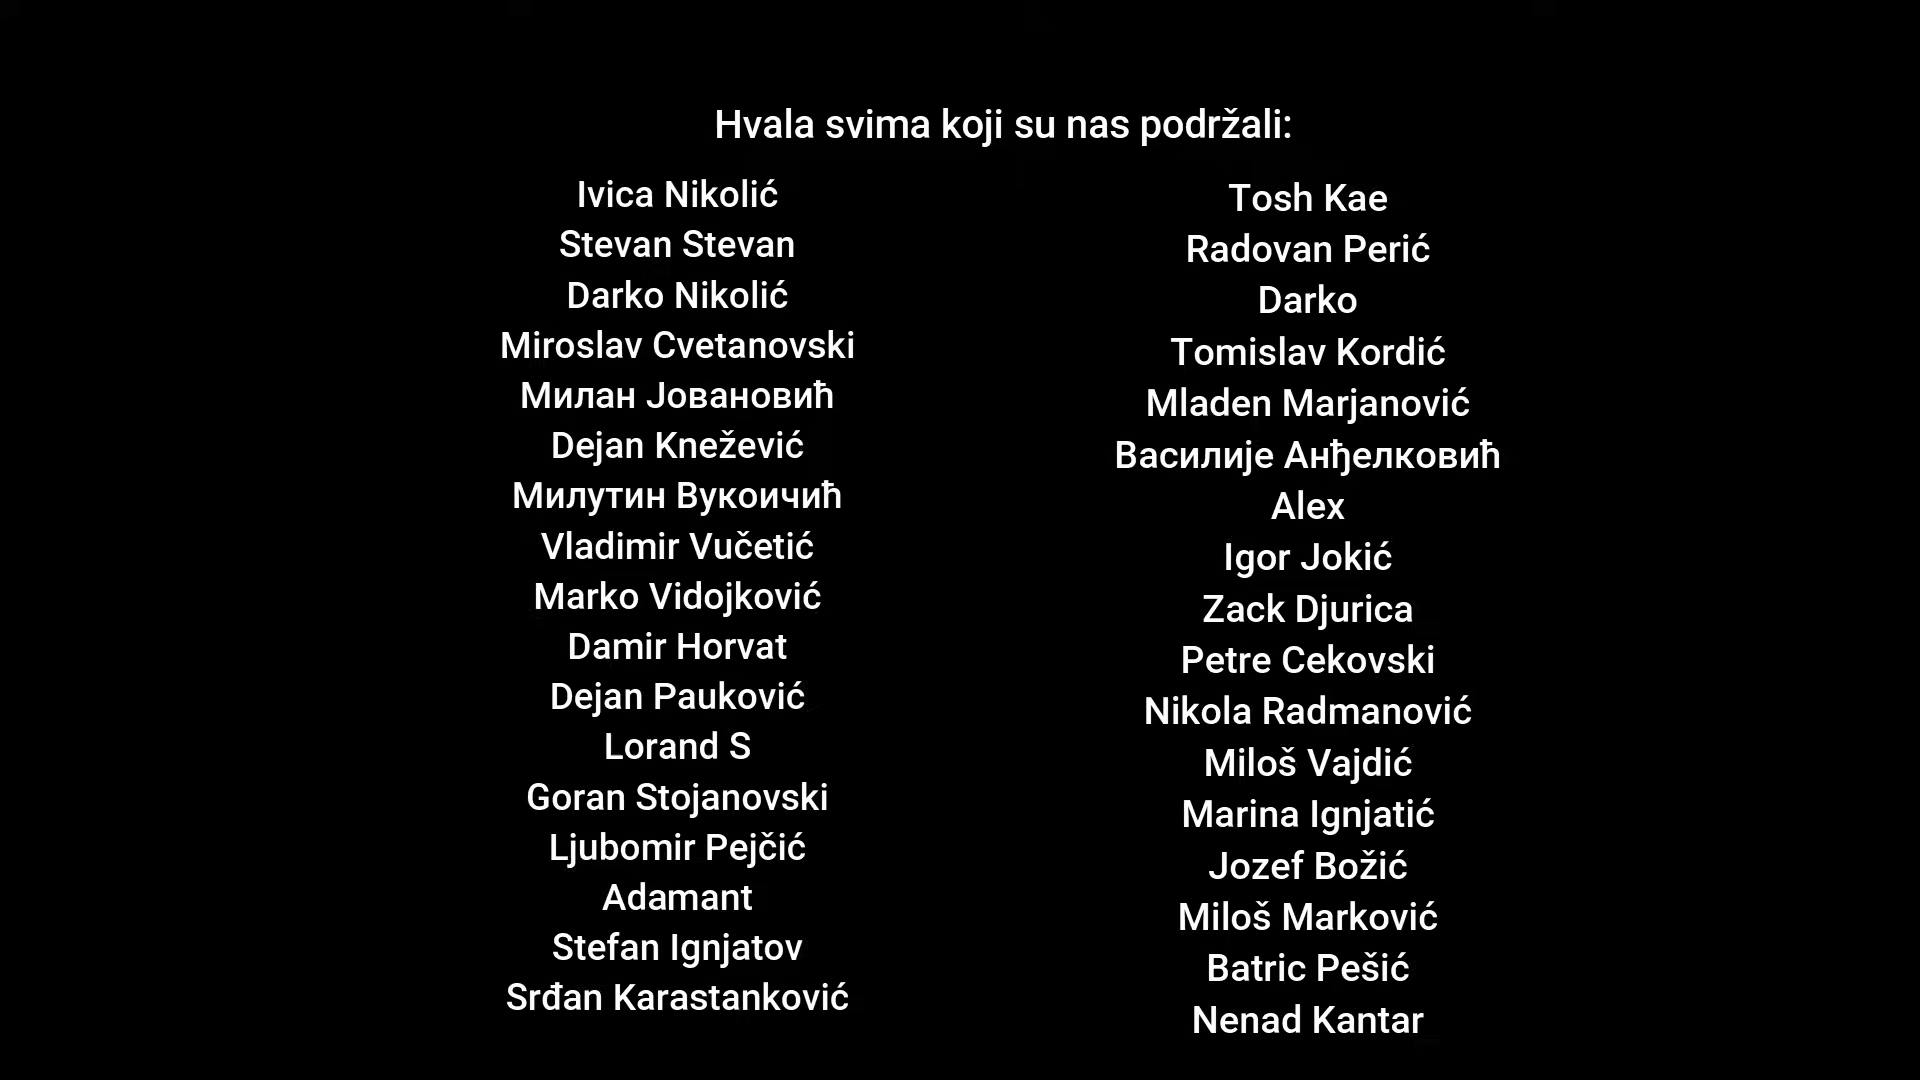 Hvala svima koji su nas podržali:
Ivica Nikolić
Stevan Stevan
Darko Nikolić
Miroslav Cvetanovski
Милан Јовановић
Dejan Knežević
Милутин Вукоичић
Vladimir Vučetić
Marko Vidojković
Damir Horvat
Dejan Pauković
Lorand S
Goran Stojanovski
Ljubomir Pejčić
Adamant
Stefan Ignjatov
Srđan Karastanković
Tosh Kae
Radovan Perić
Darko
Tomislav Kordić
Mladen Marjanović
Василије Анђелковић
Alex
Igor Jokić
Zack Djurica
Petre Cekovski
Nikola Radmanović
Miloš Vajdić
Marina Ignjatić
Jozef Božić
Miloš Marković
Batric Pešić
Nenad Kantar